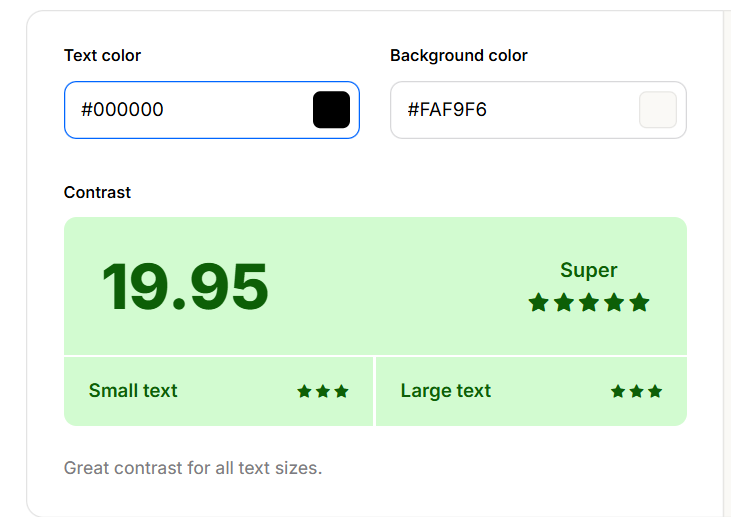 Text color
Background color
#000000
#FAF9F6
Contrast
19.95
Super
Small text
Large text
Great contrast for all text sizes.